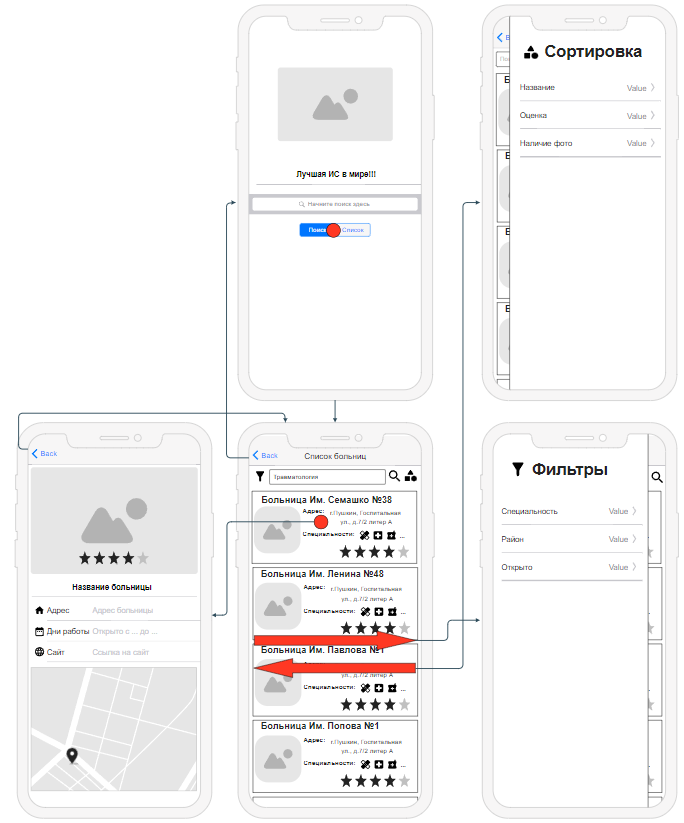 Лучшая ИС в мире!!!
Начните поиск здесь
Поиск Список
Сортировка
Название Value
Оценка Value
Наличие фото Value
Back
Название больницы
Адрес Адрес больницы
Дни работы Открыто с ... до ...
Сайт Ссылка на сайт
Back Список больниц
Травматология
Больница Им. Семашко №38
Адрес: г.Пушкин, Госпитальная
ул., д.7/2 литер А
Специальности: ...
Больница Им. Ленина №48
Адрес: г.Пушкин, Госпитальная
ул., д.7/2 литер А
Специальности: ...
Больница Им. Павлова №1
ул., д.7/2 литер А
Специальности: ...
Больница Им. Попова №1
Адрес: г.Пушкин, Госпитальная
ул., д.7/2 литер А
Специальности: ...
Фильтры
Специальность Value
Район Value
Открыто Value